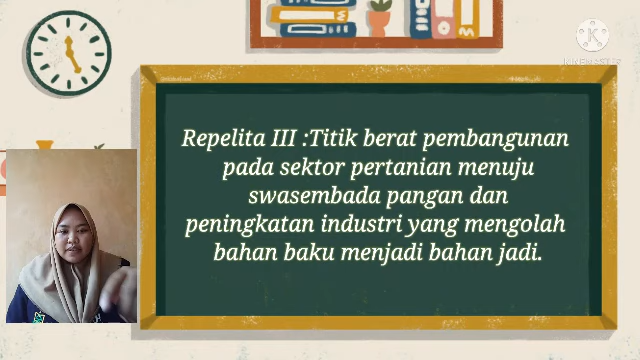 Repelita III :Titik berat pembangunan
pada sektor pertanian menuju
swasembada pangan dan
peningkatan industri yang mengolah
bahan baku menjadi bahan jadi.
KINEMASTER